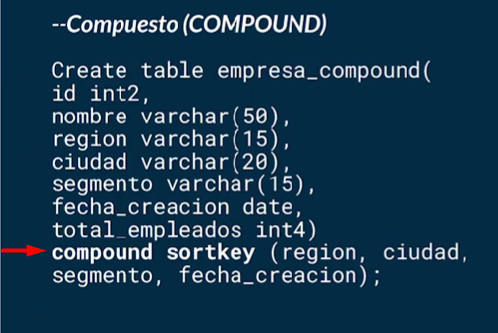 --Compuesto (COMPOUND)
Create table empresa_compound(
id int2,
nombre varchar(50),
region varchar(15),
ciudad varchar(20),
segmento varchar(15),
fecha_creacion date,
total_empleados int4)
compound sortkey (region, ciudad,
segmento, fecha_creacion);